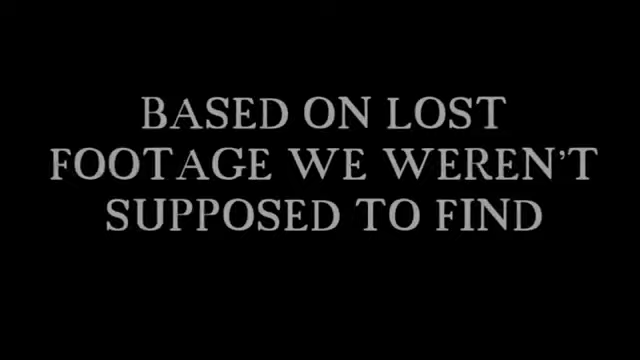 BASED ON LOST
FOOTAGE WE WEREN'T
SUPPOSED TO FIND